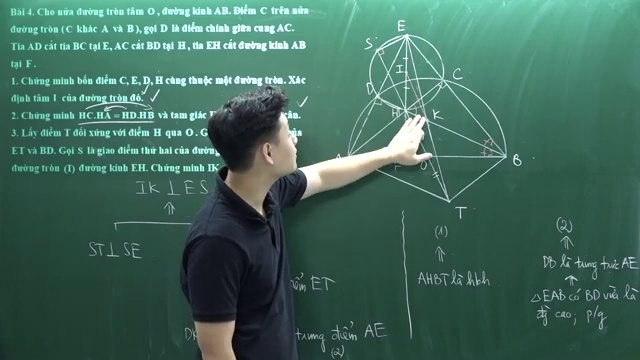 Bài 4. Cho nửa đường tròn tâm O, đường kính AB. Điểm C trên nửa
đường tròn (C khác A và B), gọi D là điểm chính giữa cung AC.
Tia AD cắt tia BC tại E, AC cắt BD tại H, tia EH cắt đường kính AB
tại F.
1. Chứng minh bốn điểm C, E, D, H cùng thuộc một đường tròn. Xác
định tâm I của đường tròn đó.
2. Chứng minh HC.HA = HD.HB và tam giác
cân.
3. Lấy điểm T đối xứng với điểm H qua O. G
ET và BD. Gọi S là giao điểm thứ hai của đường
đường tròn (I) đường kính EH. Chứng minh IK
E
S
I
D
C
H
K
A
O
B
T
IK ⊥ ES
⇑
ST ⊥ SE
điểm ET
trung điểm AE
(2)
(1)
⇑
AHBT là hbh
(2)
⇑
DB là trung trực AE
⇑
△EAB có BD vừa là
đg cao; p/g